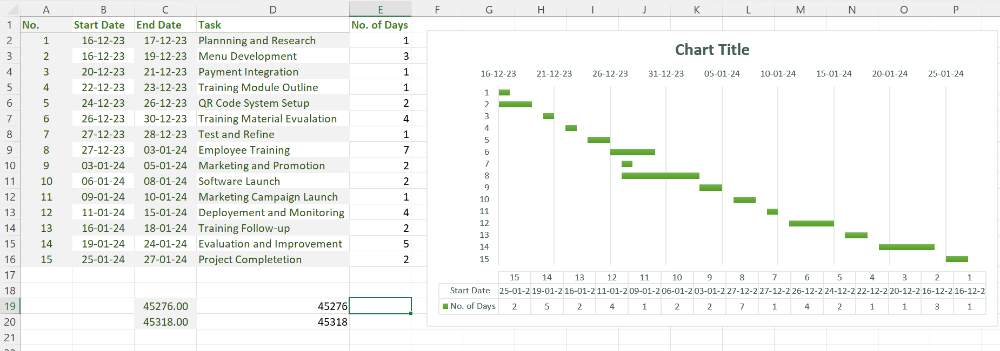 A B C D E F G H I J K L M N O P
1 No. Start Date End Date Task No. of Days
2 1 16-12-23 17-12-23 Plannning and Research 1
3 2 16-12-23 19-12-23 Menu Development 3
4 3 20-12-23 21-12-23 Payment Integration 1
5 4 22-12-23 23-12-23 Training Module Outline 1
6 5 24-12-23 26-12-23 QR Code System Setup 2
7 6 26-12-23 30-12-23 Training Material Evualation 4
8 7 27-12-23 28-12-23 Test and Refine 1
9 8 27-12-23 03-01-24 Employee Training 7
10 9 03-01-24 05-01-24 Marketing and Promotion 2
11 10 06-01-24 08-01-24 Software Launch 2
12 11 09-01-24 10-01-24 Marketing Campaign Launch 1
13 12 11-01-24 15-01-24 Deployement and Monitoring 4
14 13 16-01-24 18-01-24 Training Follow-up 2
15 14 19-01-24 24-01-24 Evaluation and Improvement 5
16 15 25-01-24 27-01-24 Project Completetion 2
17
18
19 45276.00 45276
20 45318.00 45318
21
Chart Title
16-12-23 21-12-23 26-12-23 31-12-23 05-01-24 10-01-24 15-01-24 20-01-24 25-01-24
1
2
3
4
5
6
7
8
9
10
11
12
13
14
15
15 14 13 12 11 10 9 8 7 6 5 4 3 2 1
Start Date 25-01-2 19-01-2 16-01-2 11-01-2 09-01-2 06-01-2 03-01-2 27-12-2 27-12-2 26-12-2 24-12-2 22-12-2 20-12-2 16-12-2 16-12-2
No. of Days 2 5 2 4 1 2 2 7 1 4 2 1 1 3 1